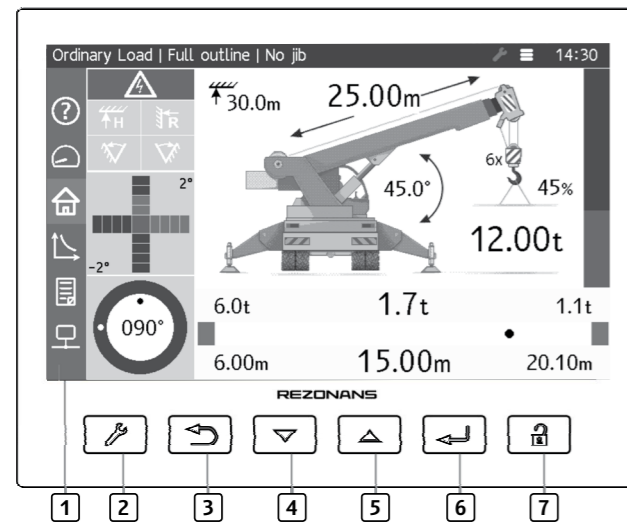 Ordinary Load | Full outline | No jib 14:30
30.0m 25.00m
H R
6x
2° 45.0° 45%
12.00t
-2°
090°
6.0t 1.7t 1.1t
6.00m 15.00m 20.10m
REZONANS
1 2 3 4 5 6 7